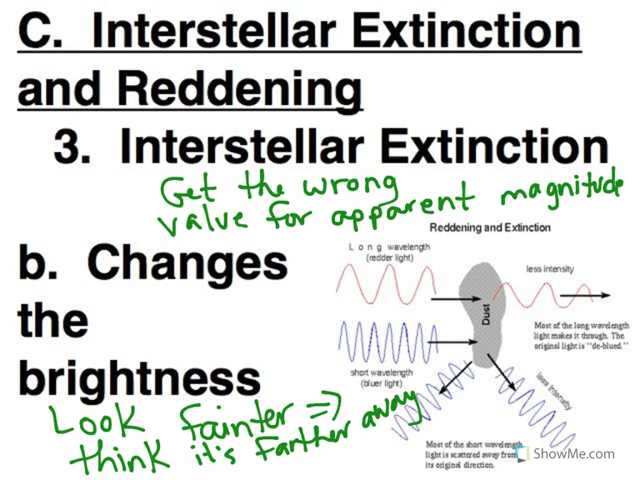 C. Interstellar Extinction
and Reddening
3. Interstellar Extinction
Get the wrong
value for apparent magnitude
Reddening and Extinction
b. Changes
the
brightness
Long wavelength
(redder light)
less intensity
Dust
Most of the long wavelength
light makes it through. The
original light is "de-blued."
short wavelength
(bluer light)
less intensity
Look fainter =>
think it's farther away
Most of the short wavelength
light is scattered away from
its original direction.
ShowMe.com